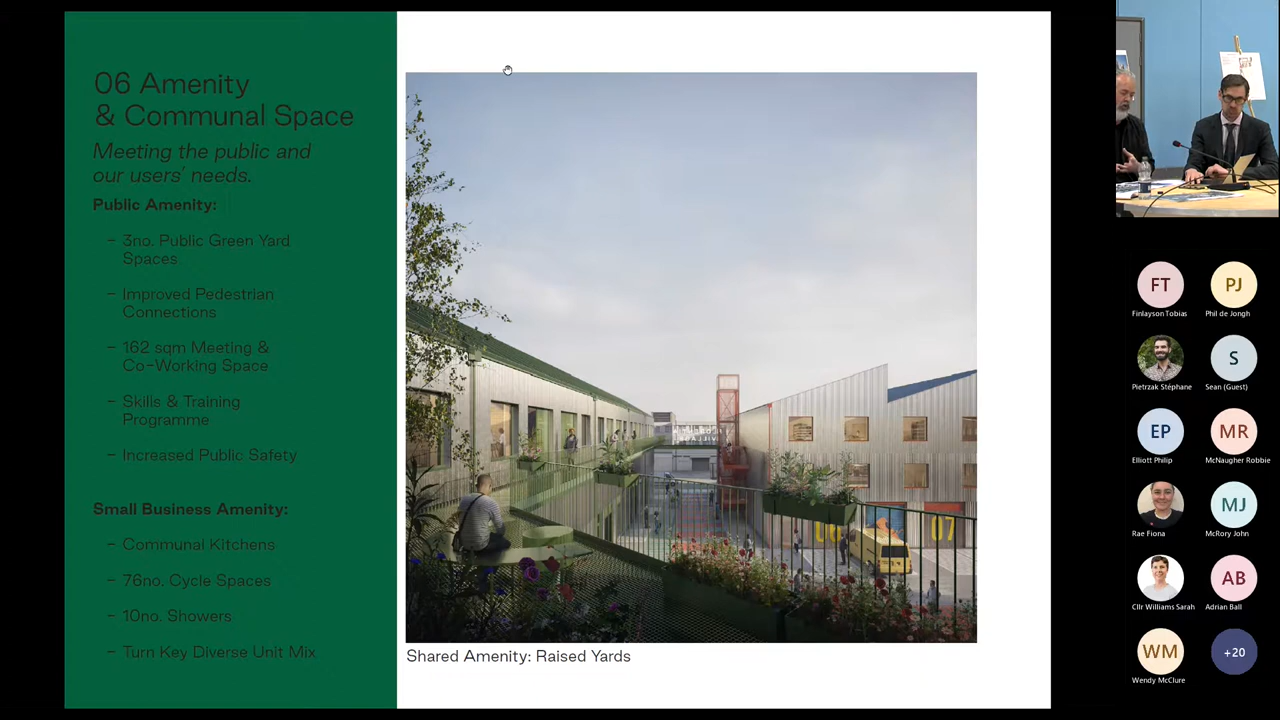 06 Amenity
& Communal Space
Meeting the public and
our users' needs.
Public Amenity:
– 3no. Public Green Yard
Spaces
– Improved Pedestrian
Connections
– 162 sqm Meeting &
Co-Working Space
– Skills & Training
Programme
– Increased Public Safety
Small Business Amenity:
– Communal Kitchens
– 76no. Cycle Spaces
– 10no. Showers
– Turn Key Diverse Unit Mix
06
07
Shared Amenity: Raised Yards
FT
PJ
Finlayson Tobias
Phil de Jongh
S
Pietrzak Stéphane
Sean (Guest)
EP
MR
Elliott Philip
McNaugher Robbie
MJ
Rae Fiona
McRory John
AB
Cllr Williams Sarah
Adrian Ball
WM
+20
Wendy McClure